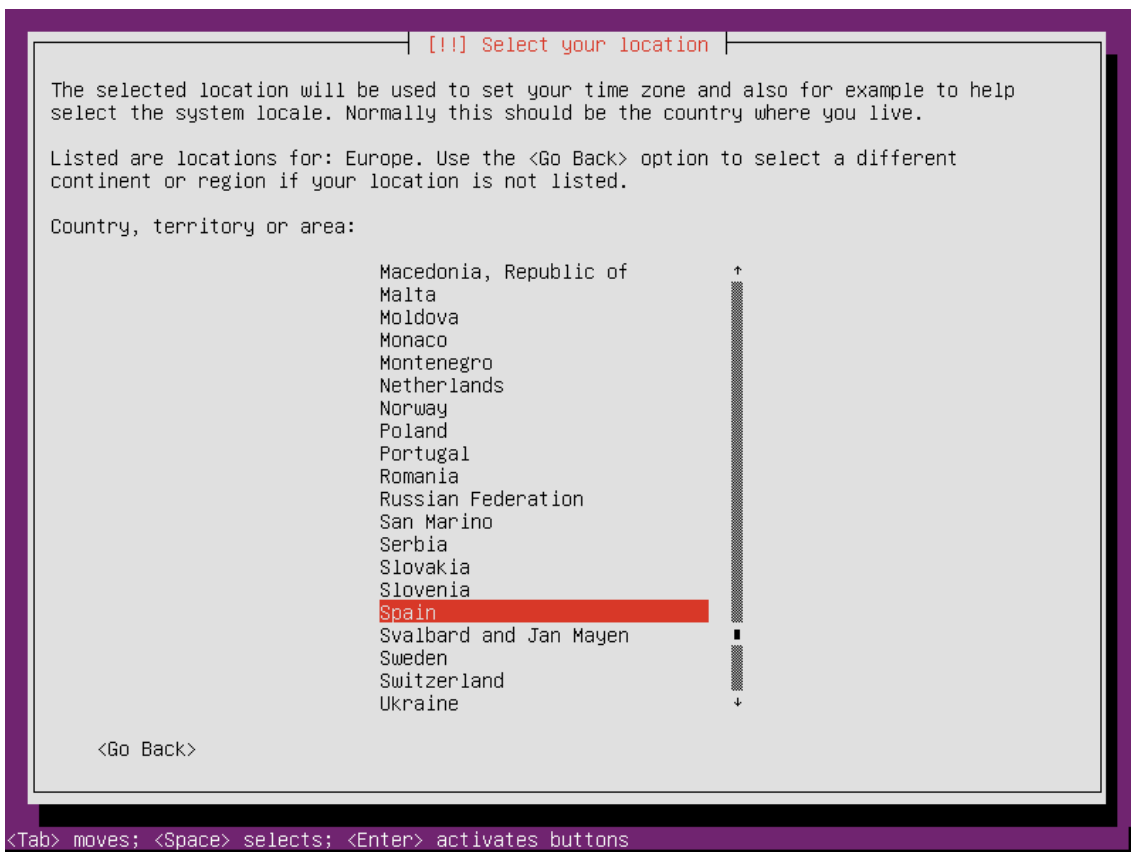 [!!] Select your location
The selected location will be used to set your time zone and also for example to help
select the system locale. Normally this should be the country where you live.
Listed are locations for: Europe. Use the <Go Back> option to select a different
continent or region if your location is not listed.
Country, territory or area:
Macedonia, Republic of
Malta
Moldova
Monaco
Montenegro
Netherlands
Norway
Poland
Portugal
Romania
Russian Federation
San Marino
Serbia
Slovakia
Slovenia
Spain
Svalbard and Jan Mayen
Sweden
Switzerland
Ukraine
<Go Back>
<Tab> moves; <Space> selects; <Enter> activates buttons